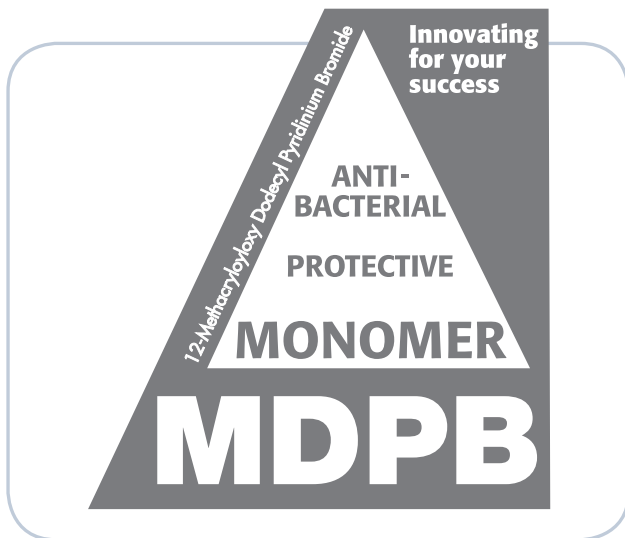 Innovating
for your
success
12-Methacryloyloxy Dodecyl Pyridinium Bromide
ANTI-
BACTERIAL
PROTECTIVE
MONOMER
MDPB